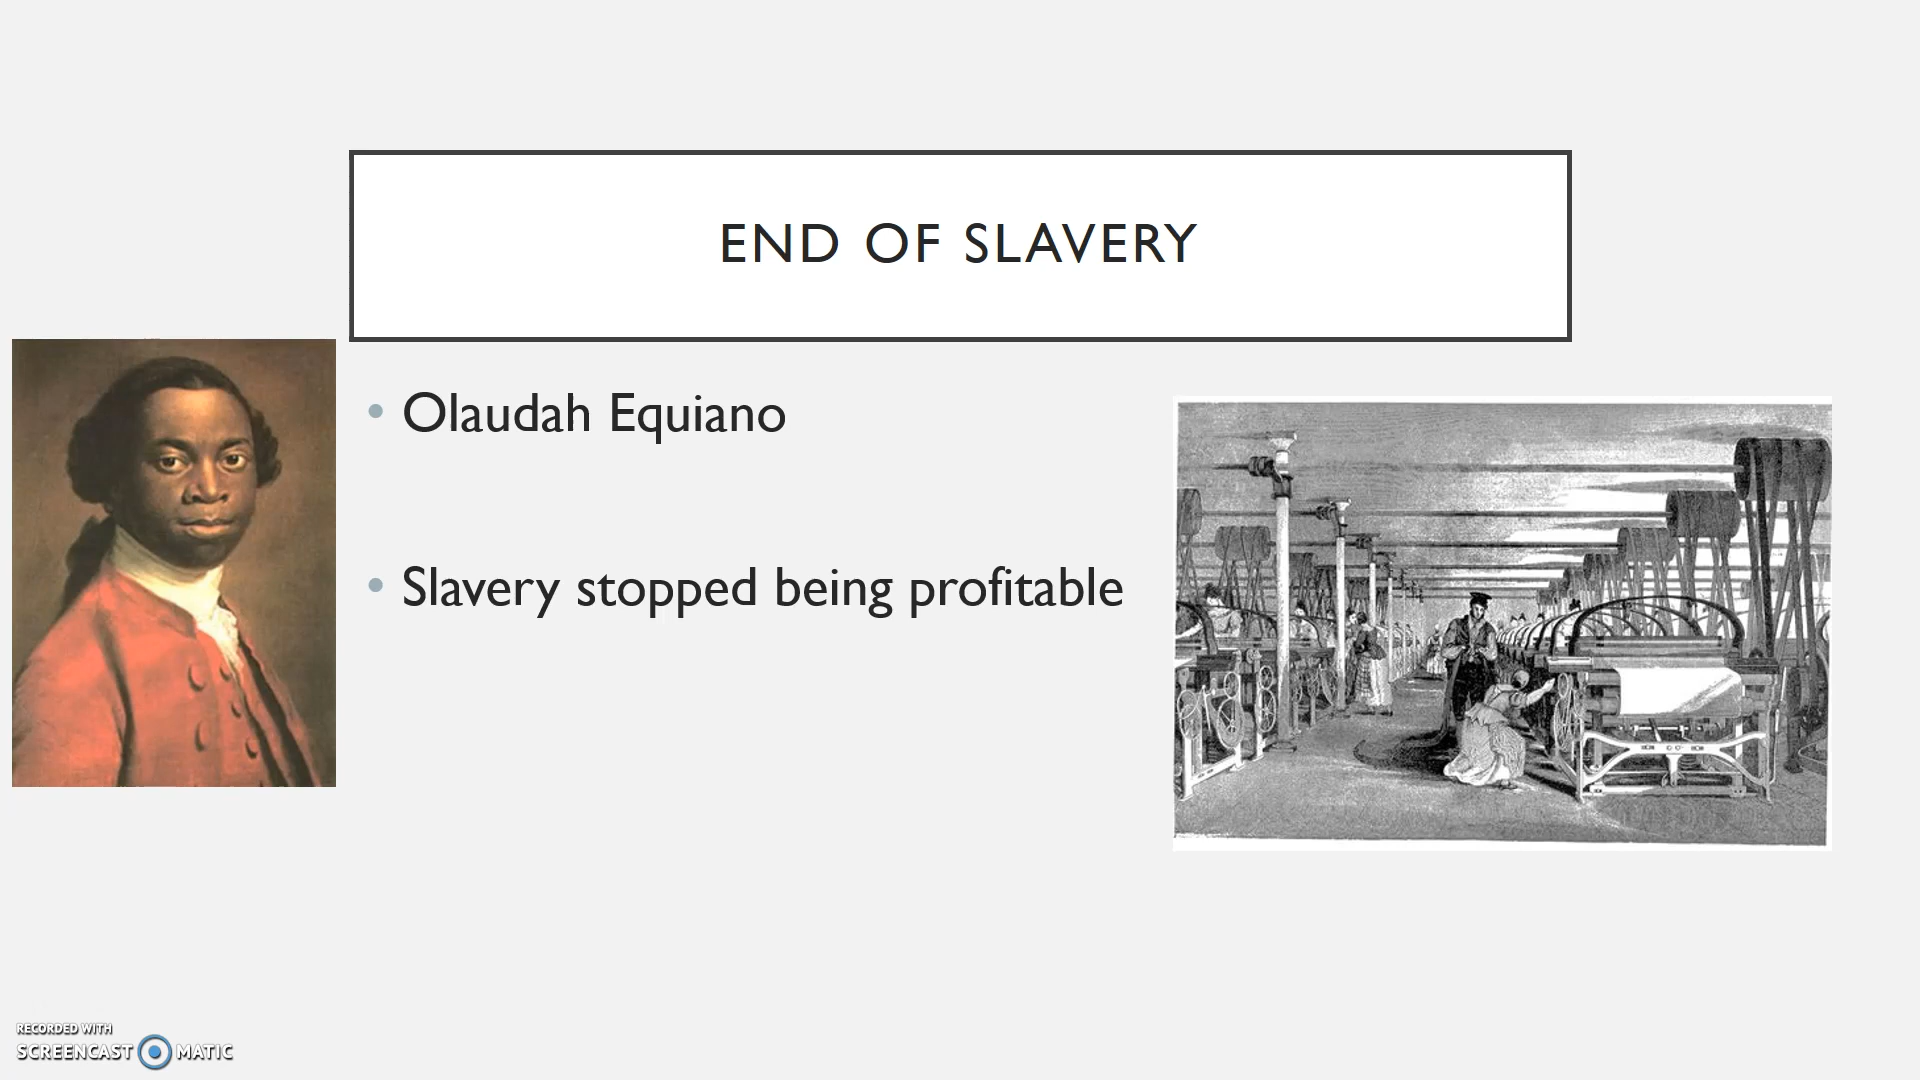 END OF SLAVERY
• Olaudah Equiano
• Slavery stopped being profitable
RECORDED WITH
SCREENCAST MATIC